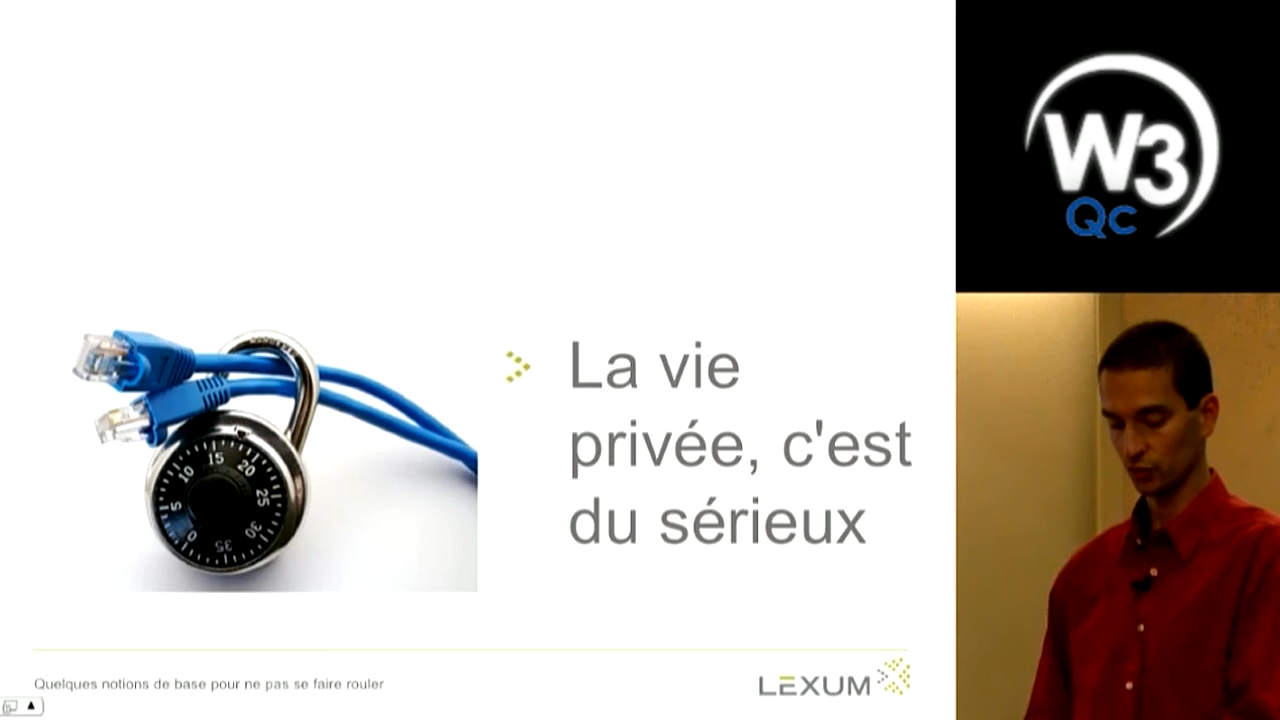 La vie
privée, c'est
du sérieux
Quelques notions de base pour ne pas se faire rouler
LEXUM
W3
Qc
0
5
10
15
20
25
30
35